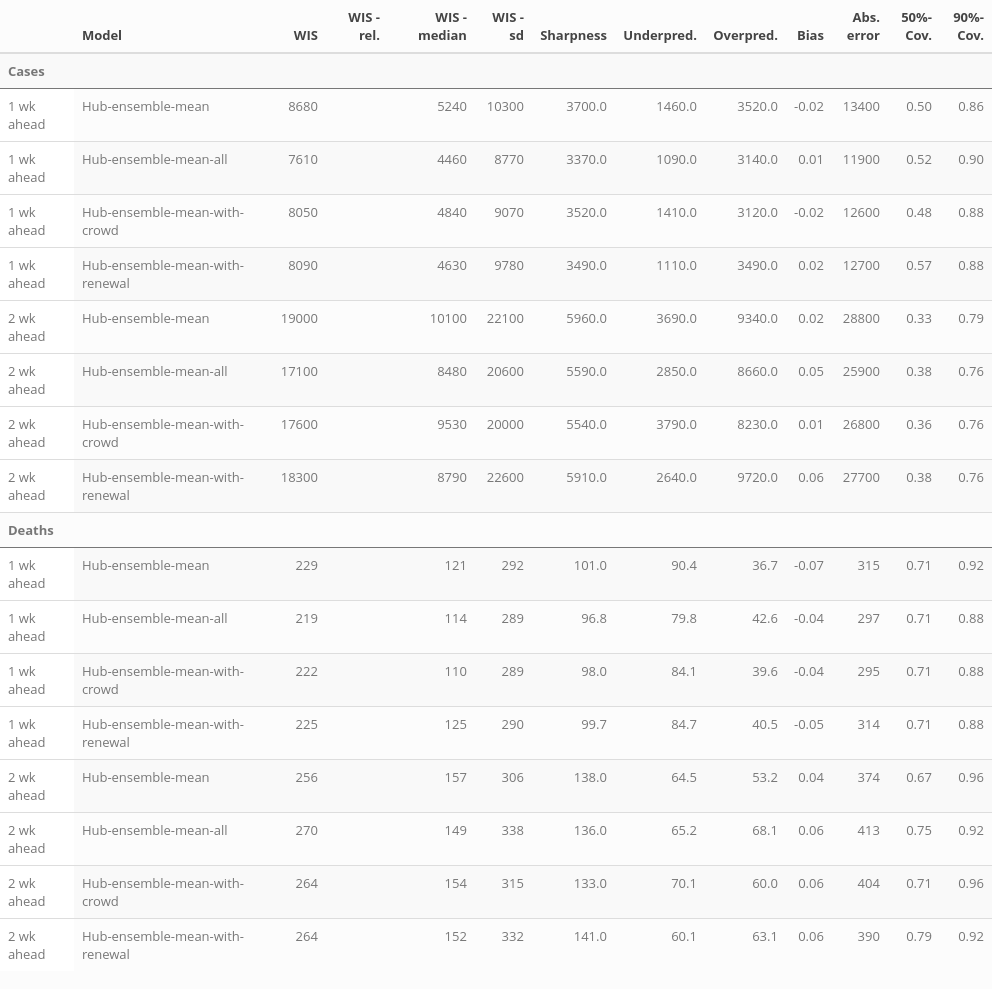 WIS - WIS - WIS - Abs. 50%- 90%-
Model WIS rel. median sd Sharpness Underpred. Overpred. Bias error Cov. Cov.
Cases
1 wk Hub-ensemble-mean 8680 5240 10300 3700.0 1460.0 3520.0 -0.02 13400 0.50 0.86
ahead
1 wk Hub-ensemble-mean-all 7610 4460 8770 3370.0 1090.0 3140.0 0.01 11900 0.52 0.90
ahead
1 wk Hub-ensemble-mean-with- 8050 4840 9070 3520.0 1410.0 3120.0 -0.02 12600 0.48 0.88
ahead crowd
1 wk Hub-ensemble-mean-with- 8090 4630 9780 3490.0 1110.0 3490.0 0.02 12700 0.57 0.88
ahead renewal
2 wk Hub-ensemble-mean 19000 10100 22100 5960.0 3690.0 9340.0 0.02 28800 0.33 0.79
ahead
2 wk Hub-ensemble-mean-all 17100 8480 20600 5590.0 2850.0 8660.0 0.05 25900 0.38 0.76
ahead
2 wk Hub-ensemble-mean-with- 17600 9530 20000 5540.0 3790.0 8230.0 0.01 26800 0.36 0.76
ahead crowd
2 wk Hub-ensemble-mean-with- 18300 8790 22600 5910.0 2640.0 9720.0 0.06 27700 0.38 0.76
ahead renewal
Deaths
1 wk Hub-ensemble-mean 229 121 292 101.0 90.4 36.7 -0.07 315 0.71 0.92
ahead
1 wk Hub-ensemble-mean-all 219 114 289 96.8 79.8 42.6 -0.04 297 0.71 0.88
ahead
1 wk Hub-ensemble-mean-with- 222 110 289 98.0 84.1 39.6 -0.04 295 0.71 0.88
ahead crowd
1 wk Hub-ensemble-mean-with- 225 125 290 99.7 84.7 40.5 -0.05 314 0.71 0.88
ahead renewal
2 wk Hub-ensemble-mean 256 157 306 138.0 64.5 53.2 0.04 374 0.67 0.96
ahead
2 wk Hub-ensemble-mean-all 270 149 338 136.0 65.2 68.1 0.06 413 0.75 0.92
ahead
2 wk Hub-ensemble-mean-with- 264 154 315 133.0 70.1 60.0 0.06 404 0.71 0.96
ahead crowd
2 wk Hub-ensemble-mean-with- 264 152 332 141.0 60.1 63.1 0.06 390 0.79 0.92
ahead renewal